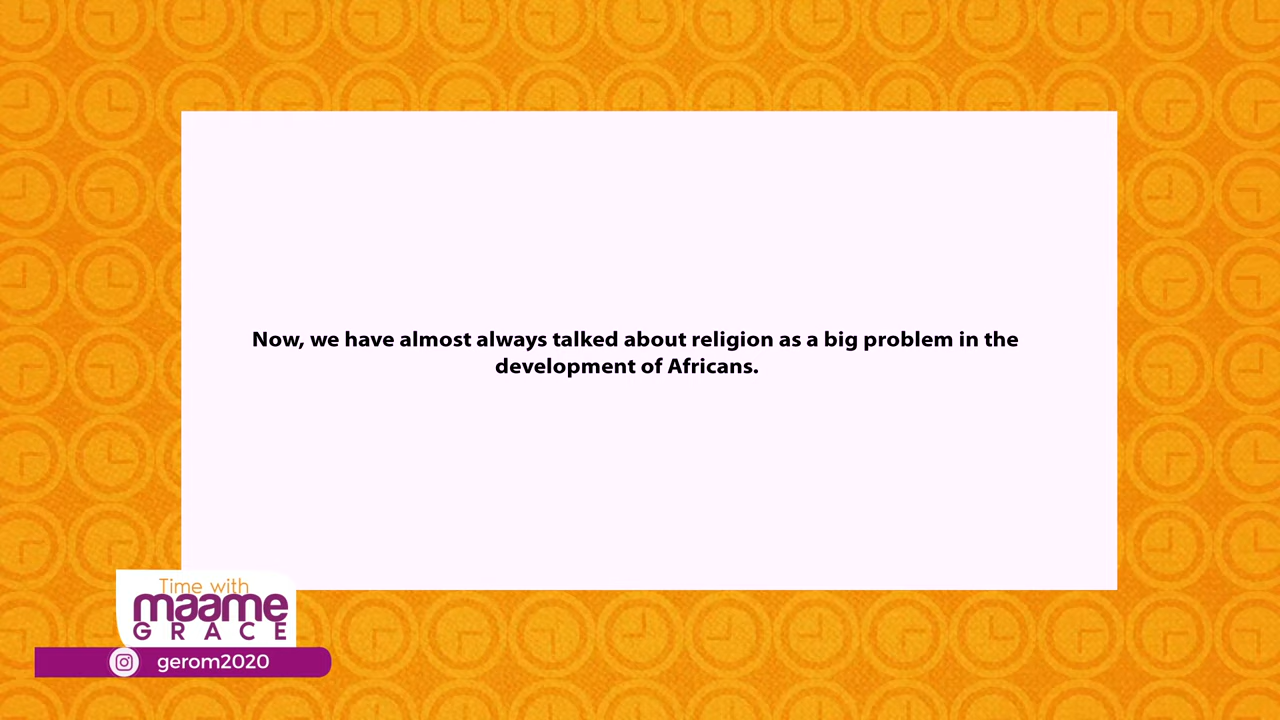 Now, we have almost always talked about religion as a big problem in the
development of Africans.
Time with
maame
GRACE
gerom2020